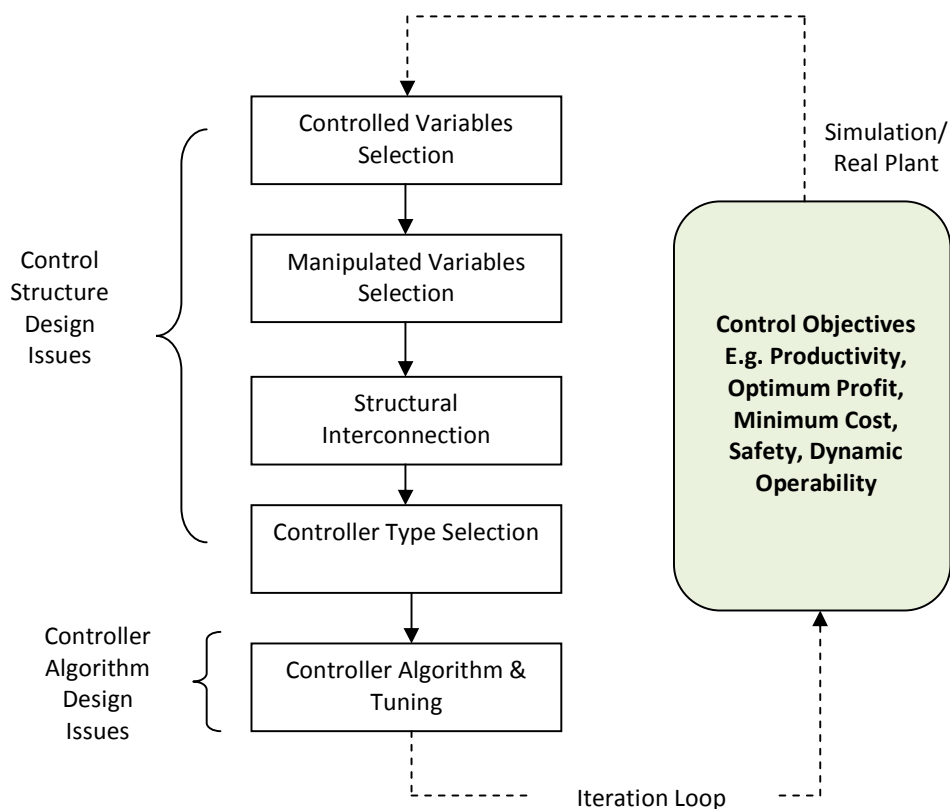 Controlled Variables
Selection
Simulation/
Real Plant
Manipulated Variables
Selection
Control
Structure
Design
Issues
Control Objectives
E.g. Productivity,
Optimum Profit,
Minimum Cost,
Safety, Dynamic
Operability
Structural
Interconnection
Controller Type Selection
Controller
Algorithm
Design
Issues
Controller Algorithm &
Tuning
Iteration Loop